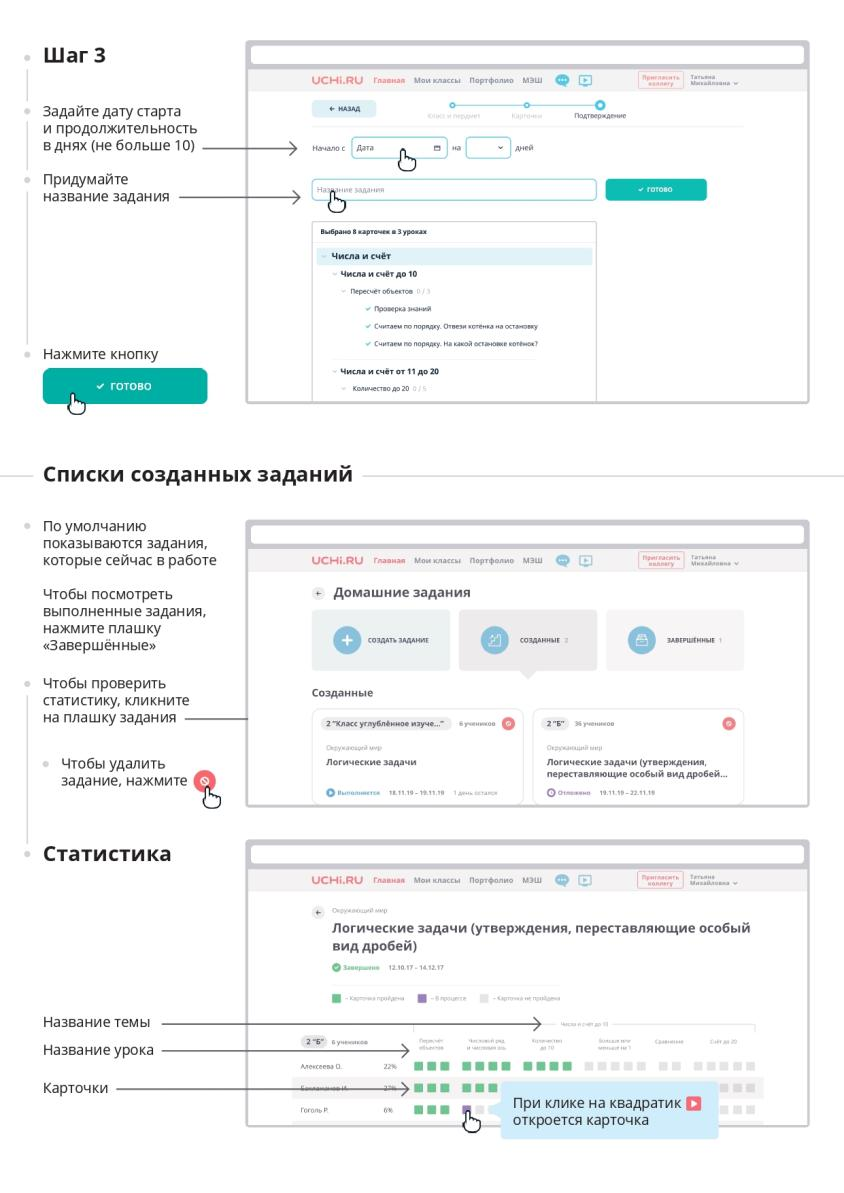 Шаг 3
Задайте дату старта
и продолжительность
в днях (не больше 10)
Придумайте
название задания
Нажмите кнопку
ГОТОВО
UCHi.RU Главная Мои классы Портфолио МЭШ Пригласить коллегу Татьяна Михайловна
← НАЗАД
Класс и пердмет Карточки Подтверждение
Начало с Дата на дней
Название задания ГОТОВО
Выбрано 8 карточек в 3 уроках
Числа и счёт
Числа и счёт до 10
Пересчёт объектов 0 / 3
Проверка знаний
Считаем по порядку. Отвези котёнка на остановку
Считаем по порядку. На какой остановке котёнок?
Числа и счёт от 11 до 20
Количество до 20 0 / 5
Списки созданных заданий
По умолчанию
показываются задания,
которые сейчас в работе
Чтобы посмотреть
выполненные задания,
нажмите плашку
«Завершённые»
Чтобы проверить
статистику, кликните
на плашку задания
Чтобы удалить
задание, нажмите
UCHi.RU Главная Мои классы Портфолио МЭШ Пригласить коллегу Татьяна Михайловна
Домашние задания
СОЗДАТЬ ЗАДАНИЕ СОЗДАННЫЕ 2 ЗАВЕРШЁННЫЕ 1
Созданные
2 "Класс углублённое изуче..." 6 учеников
Окружающий мир
Логические задачи
Выполняется 18.11.19 – 19.11.19 1 день остался
2 "Б" 36 учеников
Окружающий мир
Логические задачи (утверждения,
переставляющие особый вид дробей...
Отложено 19.11.19 – 22.11.19
Статистика
Название темы
Название урока
Карточки
UCHi.RU Главная Мои классы Портфолио МЭШ Пригласить коллегу Татьяна Михайловна
Окружающий мир
Логические задачи (утверждения, переставляющие особый
вид дробей)
Завершено 12.10.17 – 14.12.17
– Карточка пройдена – В процессе – Карточка не пройдена
Числа и счёт до 10
2 "Б" 6 учеников Пересчёт объектов Числовой ряд и числовая ось Количество до 10 Больше или меньше на 1 Сравнение Счёт до 20
Алексеева О. 22%
Баклажанов И. 27%
Гоголь Р. 6%
При клике на квадратик
откроется карточка